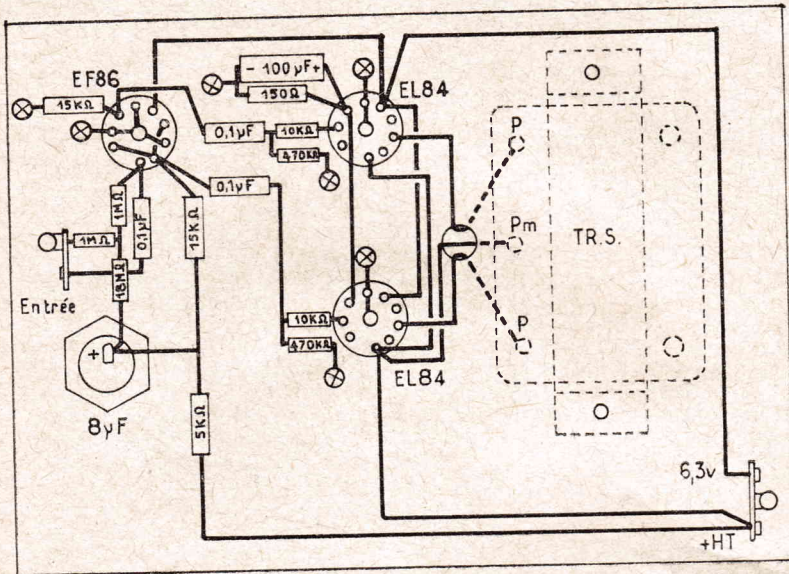 EF86
- 100µF+
150Ω
EL84
15KΩ
0,1µF
10KΩ
470KΩ
0,1µF
1MΩ
0,1µF
15KΩ
1MΩ
18MΩ
Entrée
10KΩ
470KΩ
EL84
+
8µF
5KΩ
P
Pm
TR.S.
P
6,3v
+HT